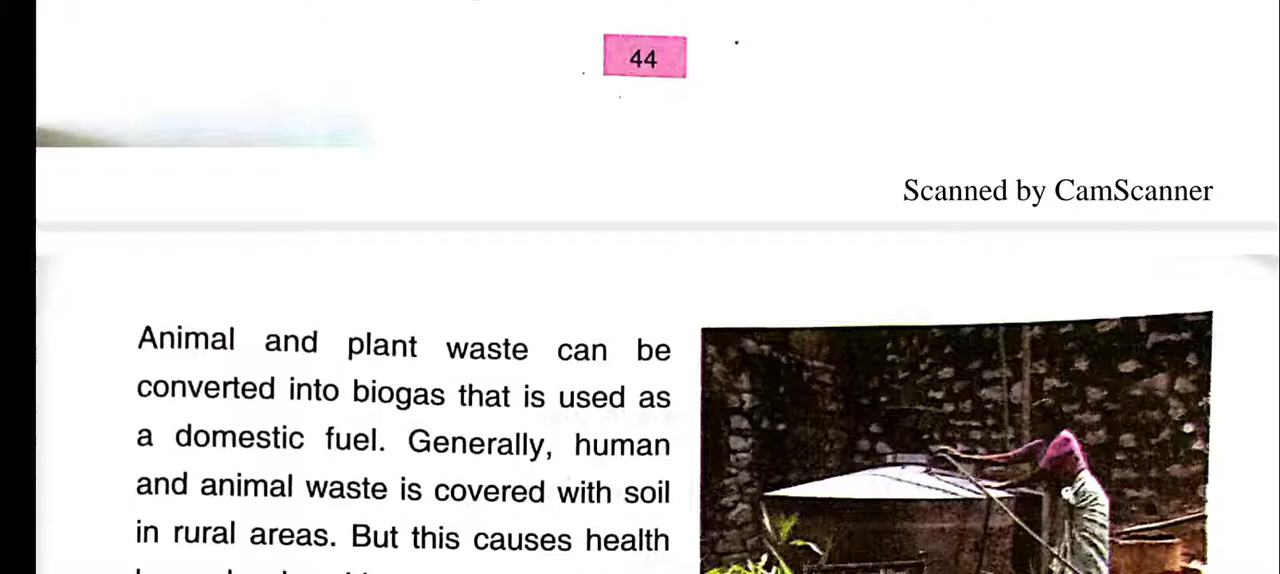 44
Scanned by CamScanner
Animal and plant waste can be
converted into biogas that is used as
a domestic fuel. Generally, human
and animal waste is covered with soil
in rural areas. But this causes health